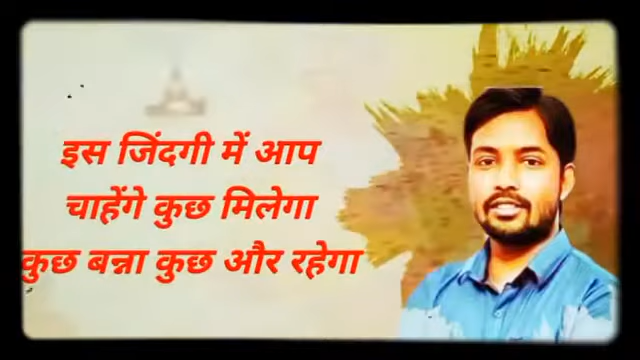 इस जिंदगी में आप
चाहेंगे कुछ मिलेगा
कुछ बन्ना कुछ और रहेगा